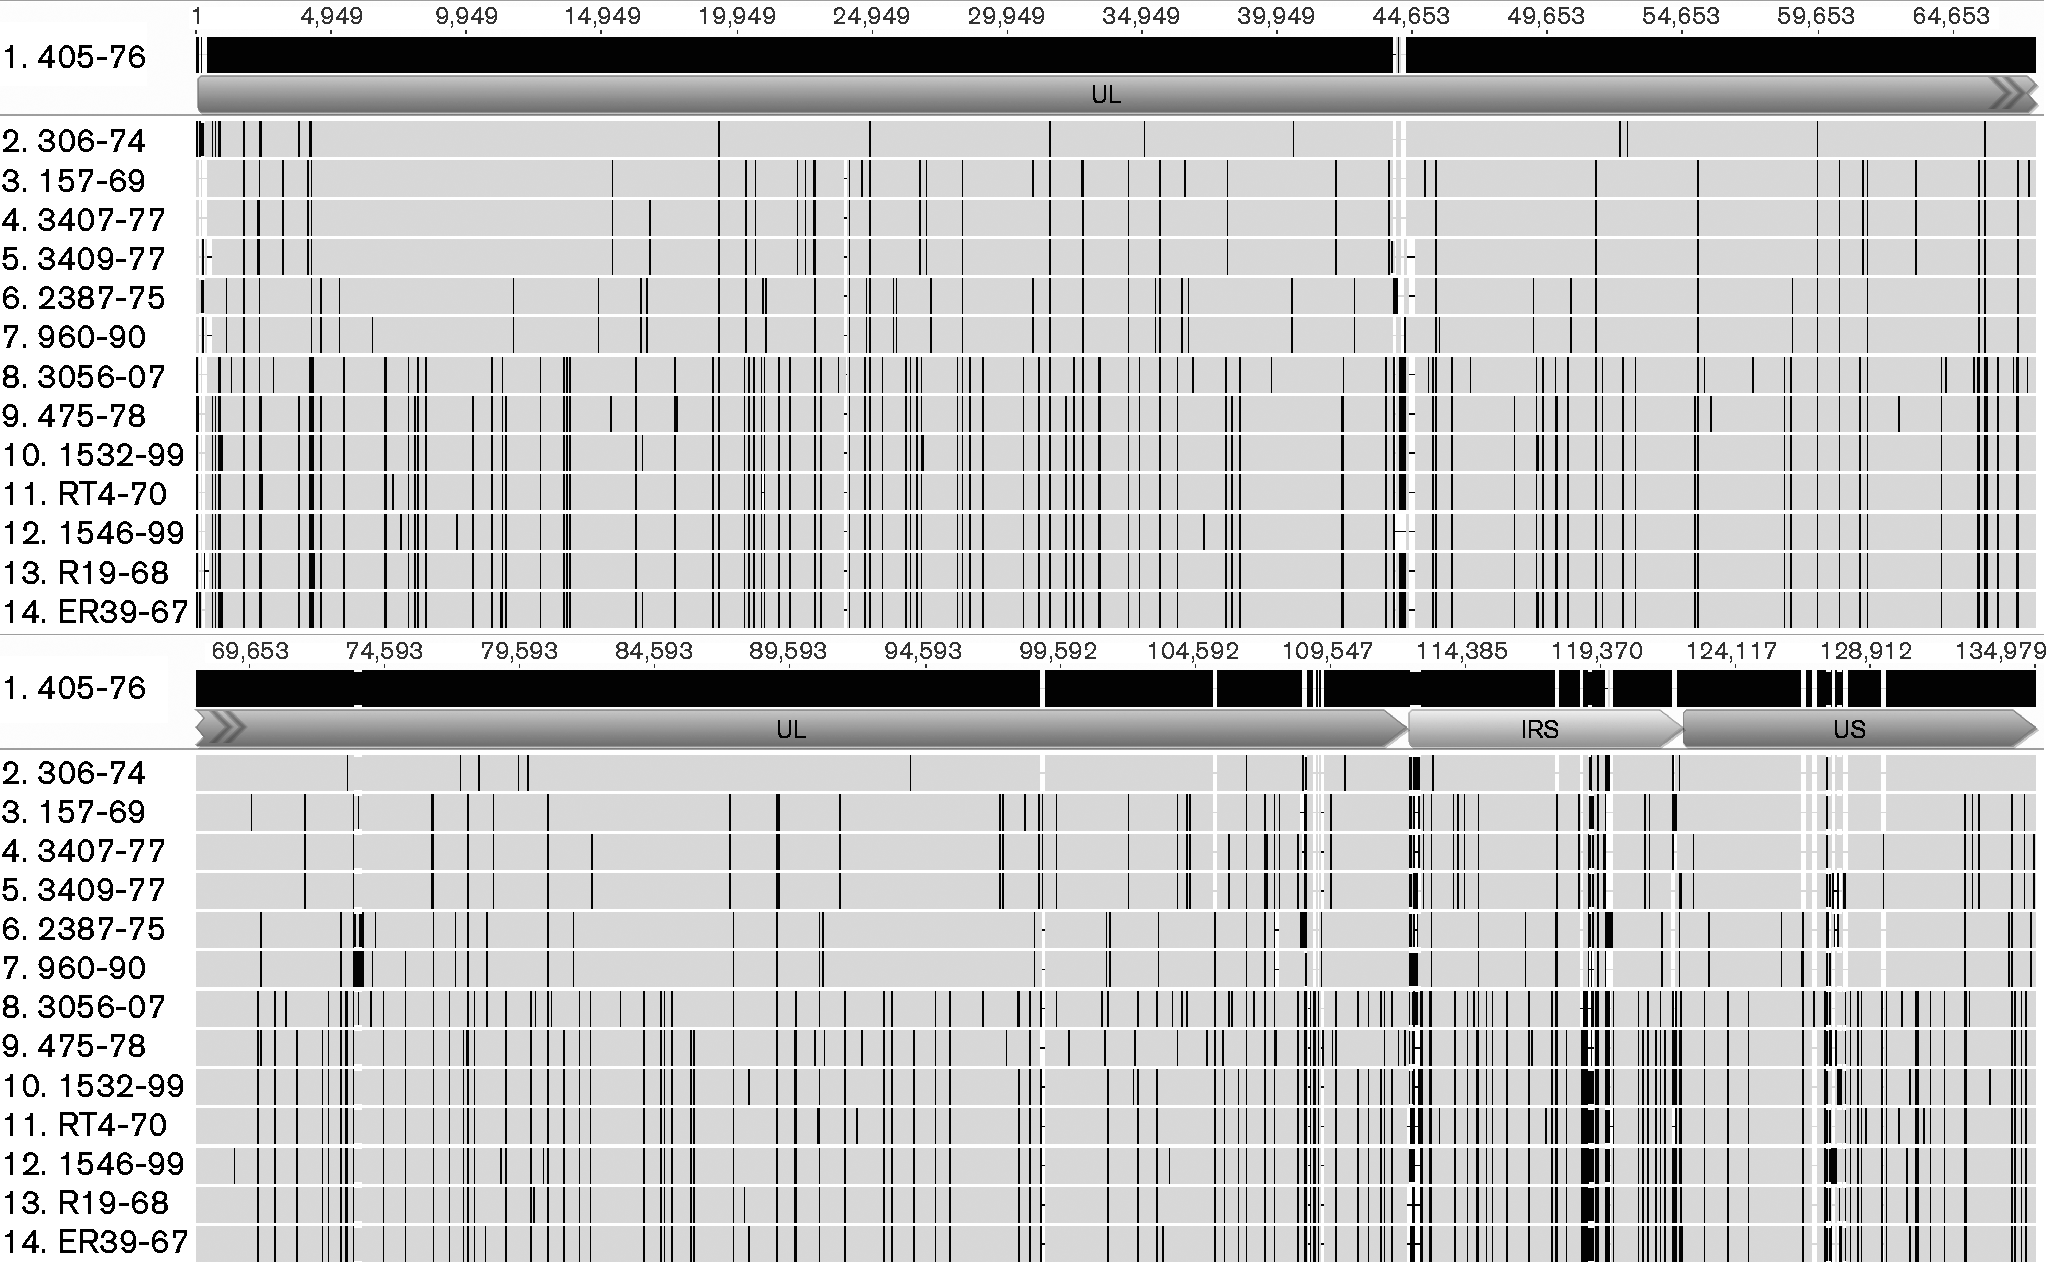 1 4,949 9,949 14,949 19,949 24,949 29,949 34,949 39,949 44,653 49,653 54,653 59,653 64,653
1. 405-76
UL
2. 306-74
3. 157-69
4. 3407-77
5. 3409-77
6. 2387-75
7. 960-90
8. 3056-07
9. 475-78
10. 1532-99
11. RT4-70
12. 1546-99
13. R19-68
14. ER39-67
69,653 74,593 79,593 84,593 89,593 94,593 99,592 104,592 109,547 114,385 119,370 124,117 128,912 134,979
1. 405-76
UL IRS US
2. 306-74
3. 157-69
4. 3407-77
5. 3409-77
6. 2387-75
7. 960-90
8. 3056-07
9. 475-78
10. 1532-99
11. RT4-70
12. 1546-99
13. R19-68
14. ER39-67